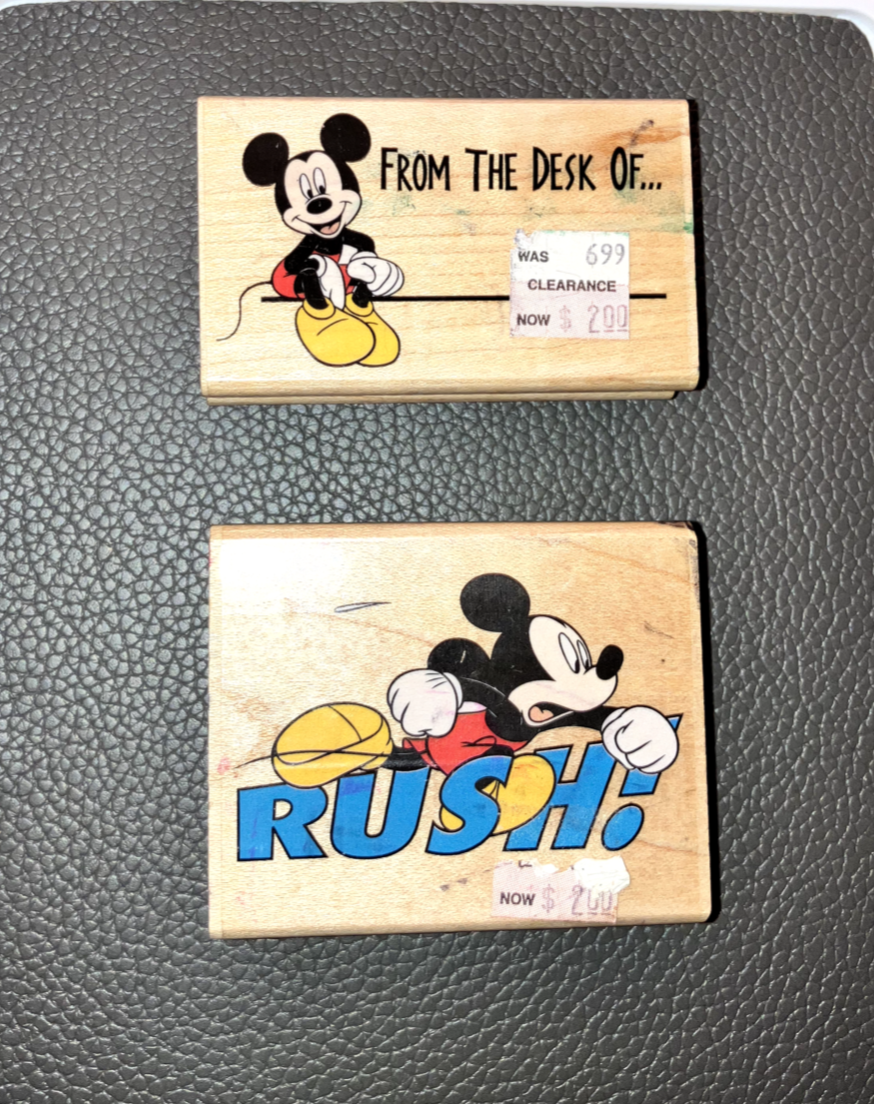 FROM THE DESK OF...
WAS 699
CLEARANCE
NOW $ 200
RUSH!
NOW $ 200